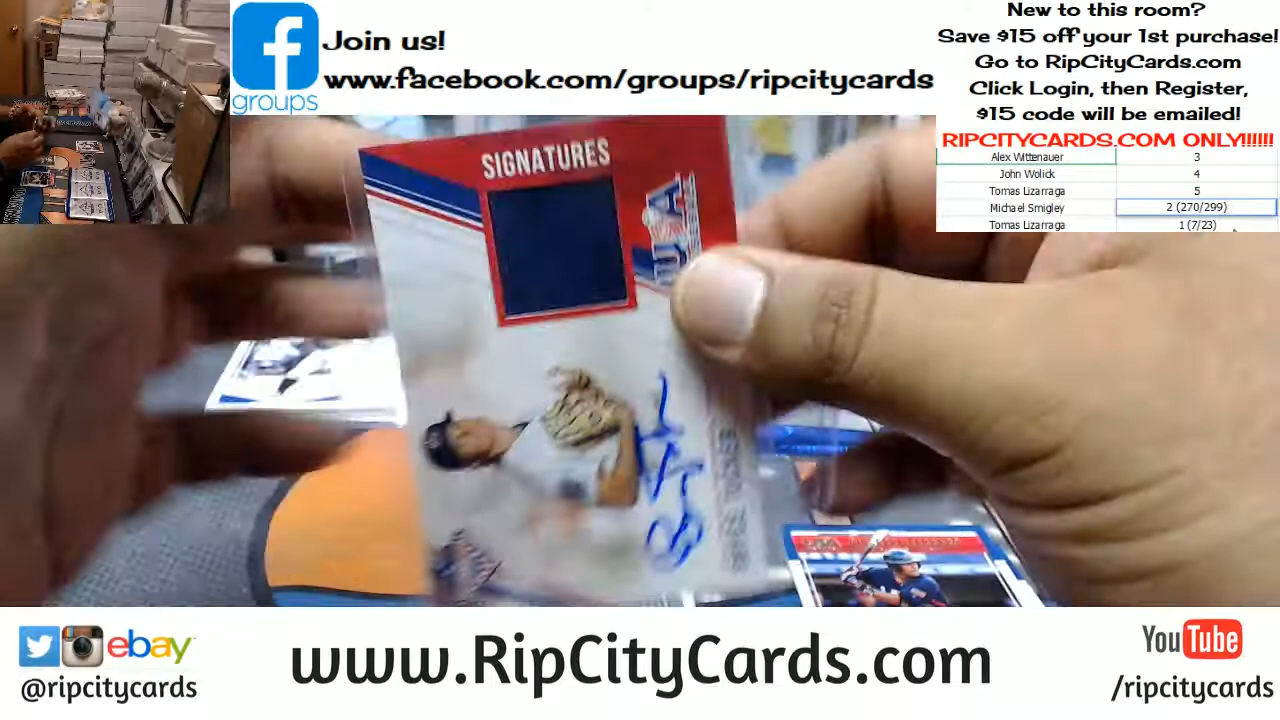 groups
Join us!
www.facebook.com/groups/ripcitycards
New to this room?
Save $15 off your 1st purchase!
Go to RipCityCards.com
Click Login, then Register,
$15 code will be emailed!
RIPCITYCARDS.COM ONLY!!!!!!
Alex Wittenauer 3
John Wolick 4
Tomas Lizarraga 5
Michael Smigley 2 (270/299)
Tomas Lizarraga 1 (7/23)
SIGNATURES
USA
ebay
@ripcitycards
www.RipCityCards.com
YouTube
/ripcitycards